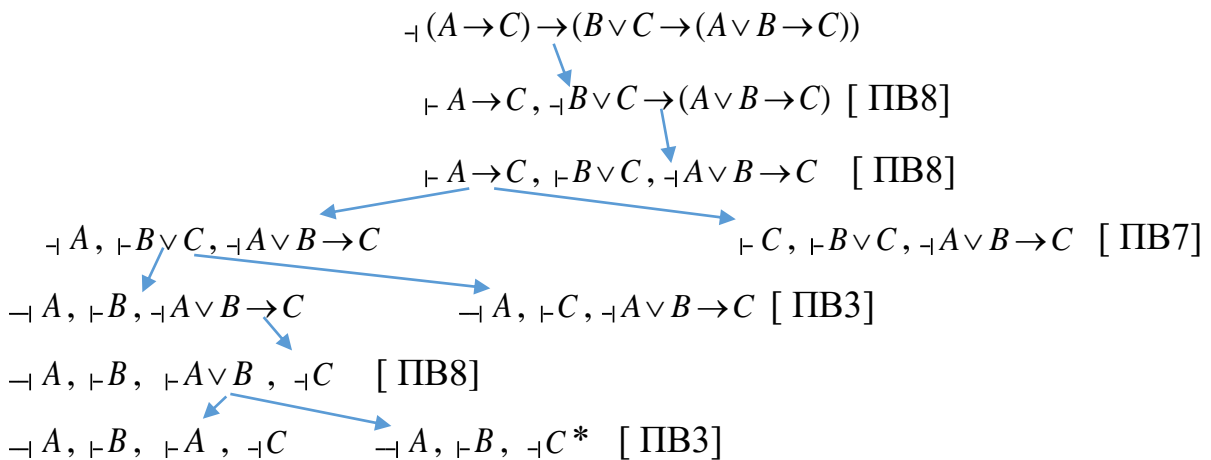 ⫞ (A→C)→(B∨C→(A∨B→C))
⊢ A→C, ⫞B∨C→(A∨B→C) [ ПВ8]
⊢ A→C, ⊢B∨C, ⫞A∨B→C [ ПВ8]
⫞ A, ⊢B∨C, ⫞A∨B→C ⊢C, ⊢B∨C, ⫞A∨B→C [ ПВ7]
⫞ A, ⊢B, ⫞A∨B→C ⫞ A, ⊢C, ⫞A∨B→C [ ПВ3]
⫞ A, ⊢B, ⊢A∨B , ⫞C [ ПВ8]
⫞ A, ⊢B, ⊢A , ⫞C ⫞ A, ⊢B, ⫞C* [ ПВ3]